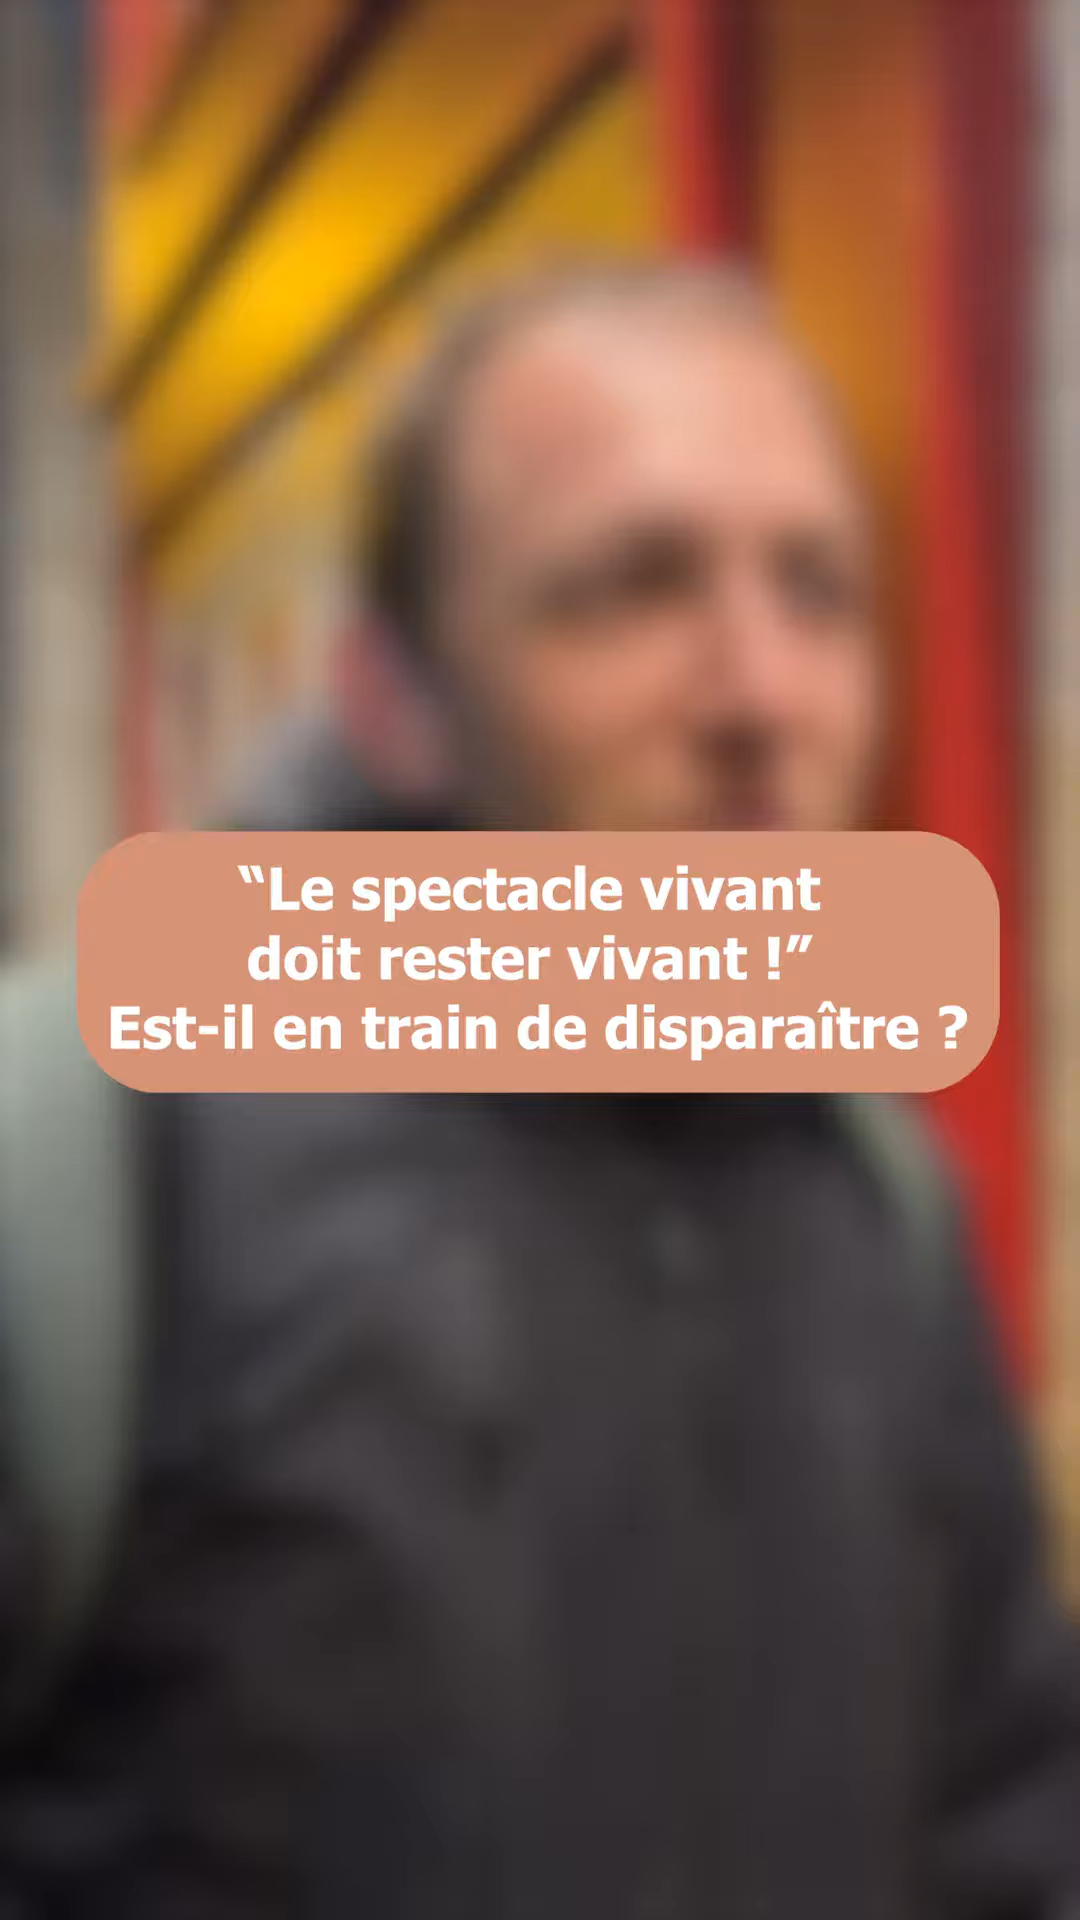 “Le spectacle vivant
doit rester vivant !”
Est-il en train de disparaître ?